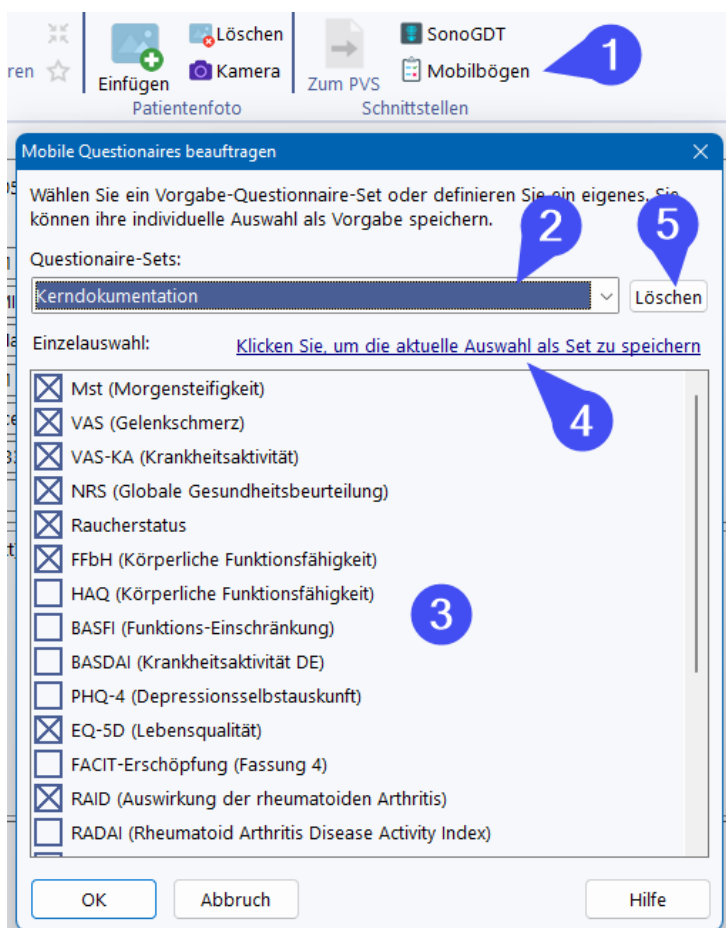 Löschen
SonoGDT
1
ren
Einfügen
Kamera
Zum PVS
Mobilbögen
Patientenfoto
Schnittstellen
Mobile Questionaires beauftragen
Wählen Sie ein Vorgabe-Questionnaire-Set oder definieren Sie ein eigenes. Sie
können ihre individuelle Auswahl als Vorgabe speichern.
2
5
Questionaire-Sets:
Kerndokumentation
Löschen
Einzelauswahl:
Klicken Sie, um die aktuelle Auswahl als Set zu speichern
4
Mst (Morgensteifigkeit)
VAS (Gelenkschmerz)
VAS-KA (Krankheitsaktivität)
NRS (Globale Gesundheitsbeurteilung)
Raucherstatus
FFbH (Körperliche Funktionsfähigkeit)
HAQ (Körperliche Funktionsfähigkeit)
3
BASFI (Funktions-Einschränkung)
BASDAI (Krankheitsaktivität DE)
PHQ-4 (Depressionsselbstauskunft)
EQ-5D (Lebensqualität)
FACIT-Erschöpfung (Fassung 4)
RAID (Auswirkung der rheumatoiden Arthritis)
RADAI (Rheumatoid Arthritis Disease Activity Index)
OK
Abbruch
Hilfe